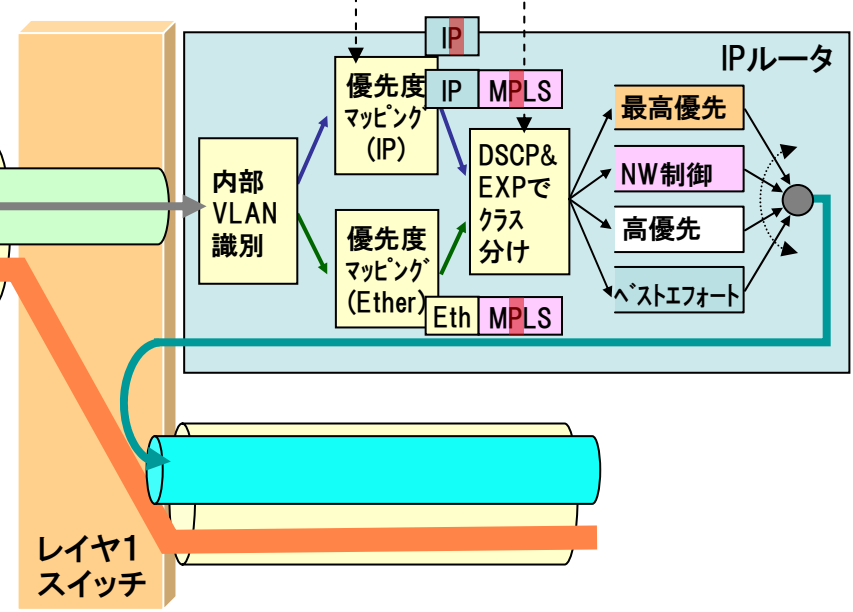 IPルータ
IP
IP MPLS
優先度
ﾏｯﾋﾟﾝｸﾞ
(IP)
最高優先
DSCP&
EXPで
ｸﾗｽ
分け
NW制御
内部
VLAN
識別
高優先
優先度
ﾏｯﾋﾟﾝｸﾞ
(Ether)
ﾍﾞｽﾄｴﾌｫｰﾄ
Eth MPLS
レイヤ1
スイッチ